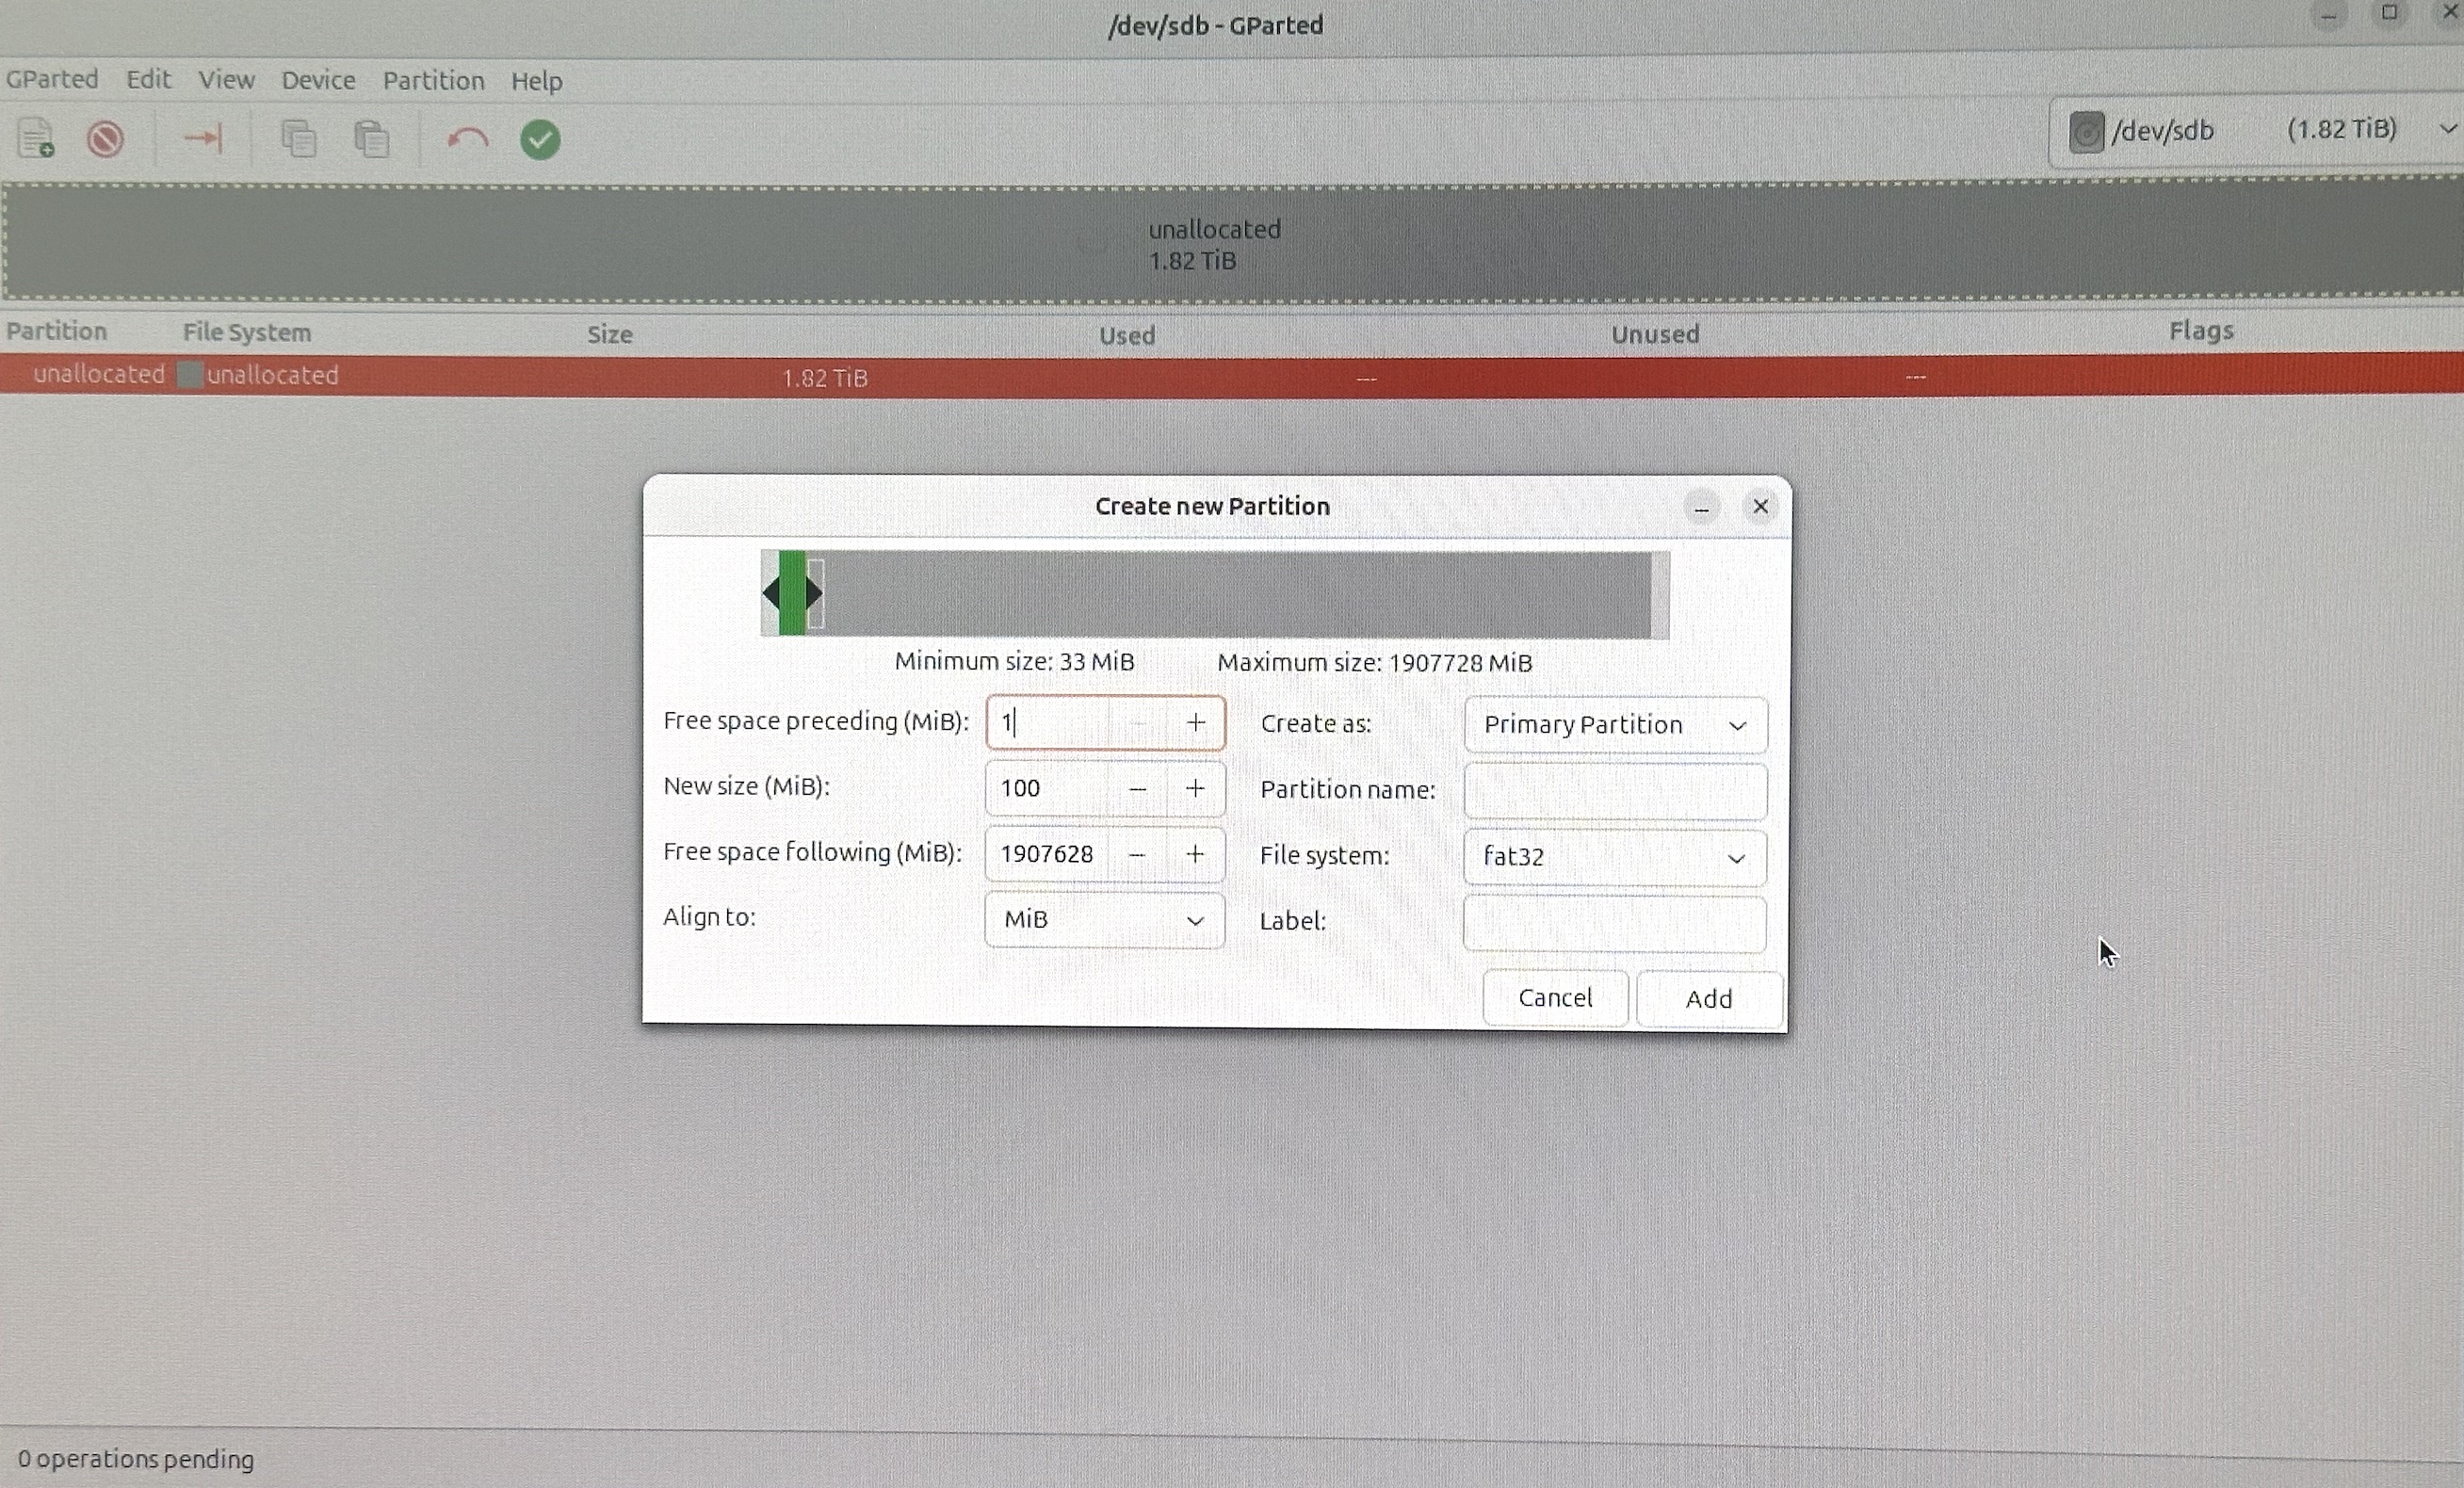 /dev/sdb - GParted
GParted Edit View Device Partition Help
/dev/sdb (1.82 TiB)
unallocated
1.82 TiB
Partition File System Size Used Unused Flags
unallocated unallocated 1.82 TiB --- ---
Create new Partition
Minimum size: 33 MiB Maximum size: 1907728 MiB
Free space preceding (MiB): 1 Create as: Primary Partition
New size (MiB): 100 Partition name:
Free space following (MiB): 1907628 File system: fat32
Align to: MiB Label:
Cancel Add
0 operations pending